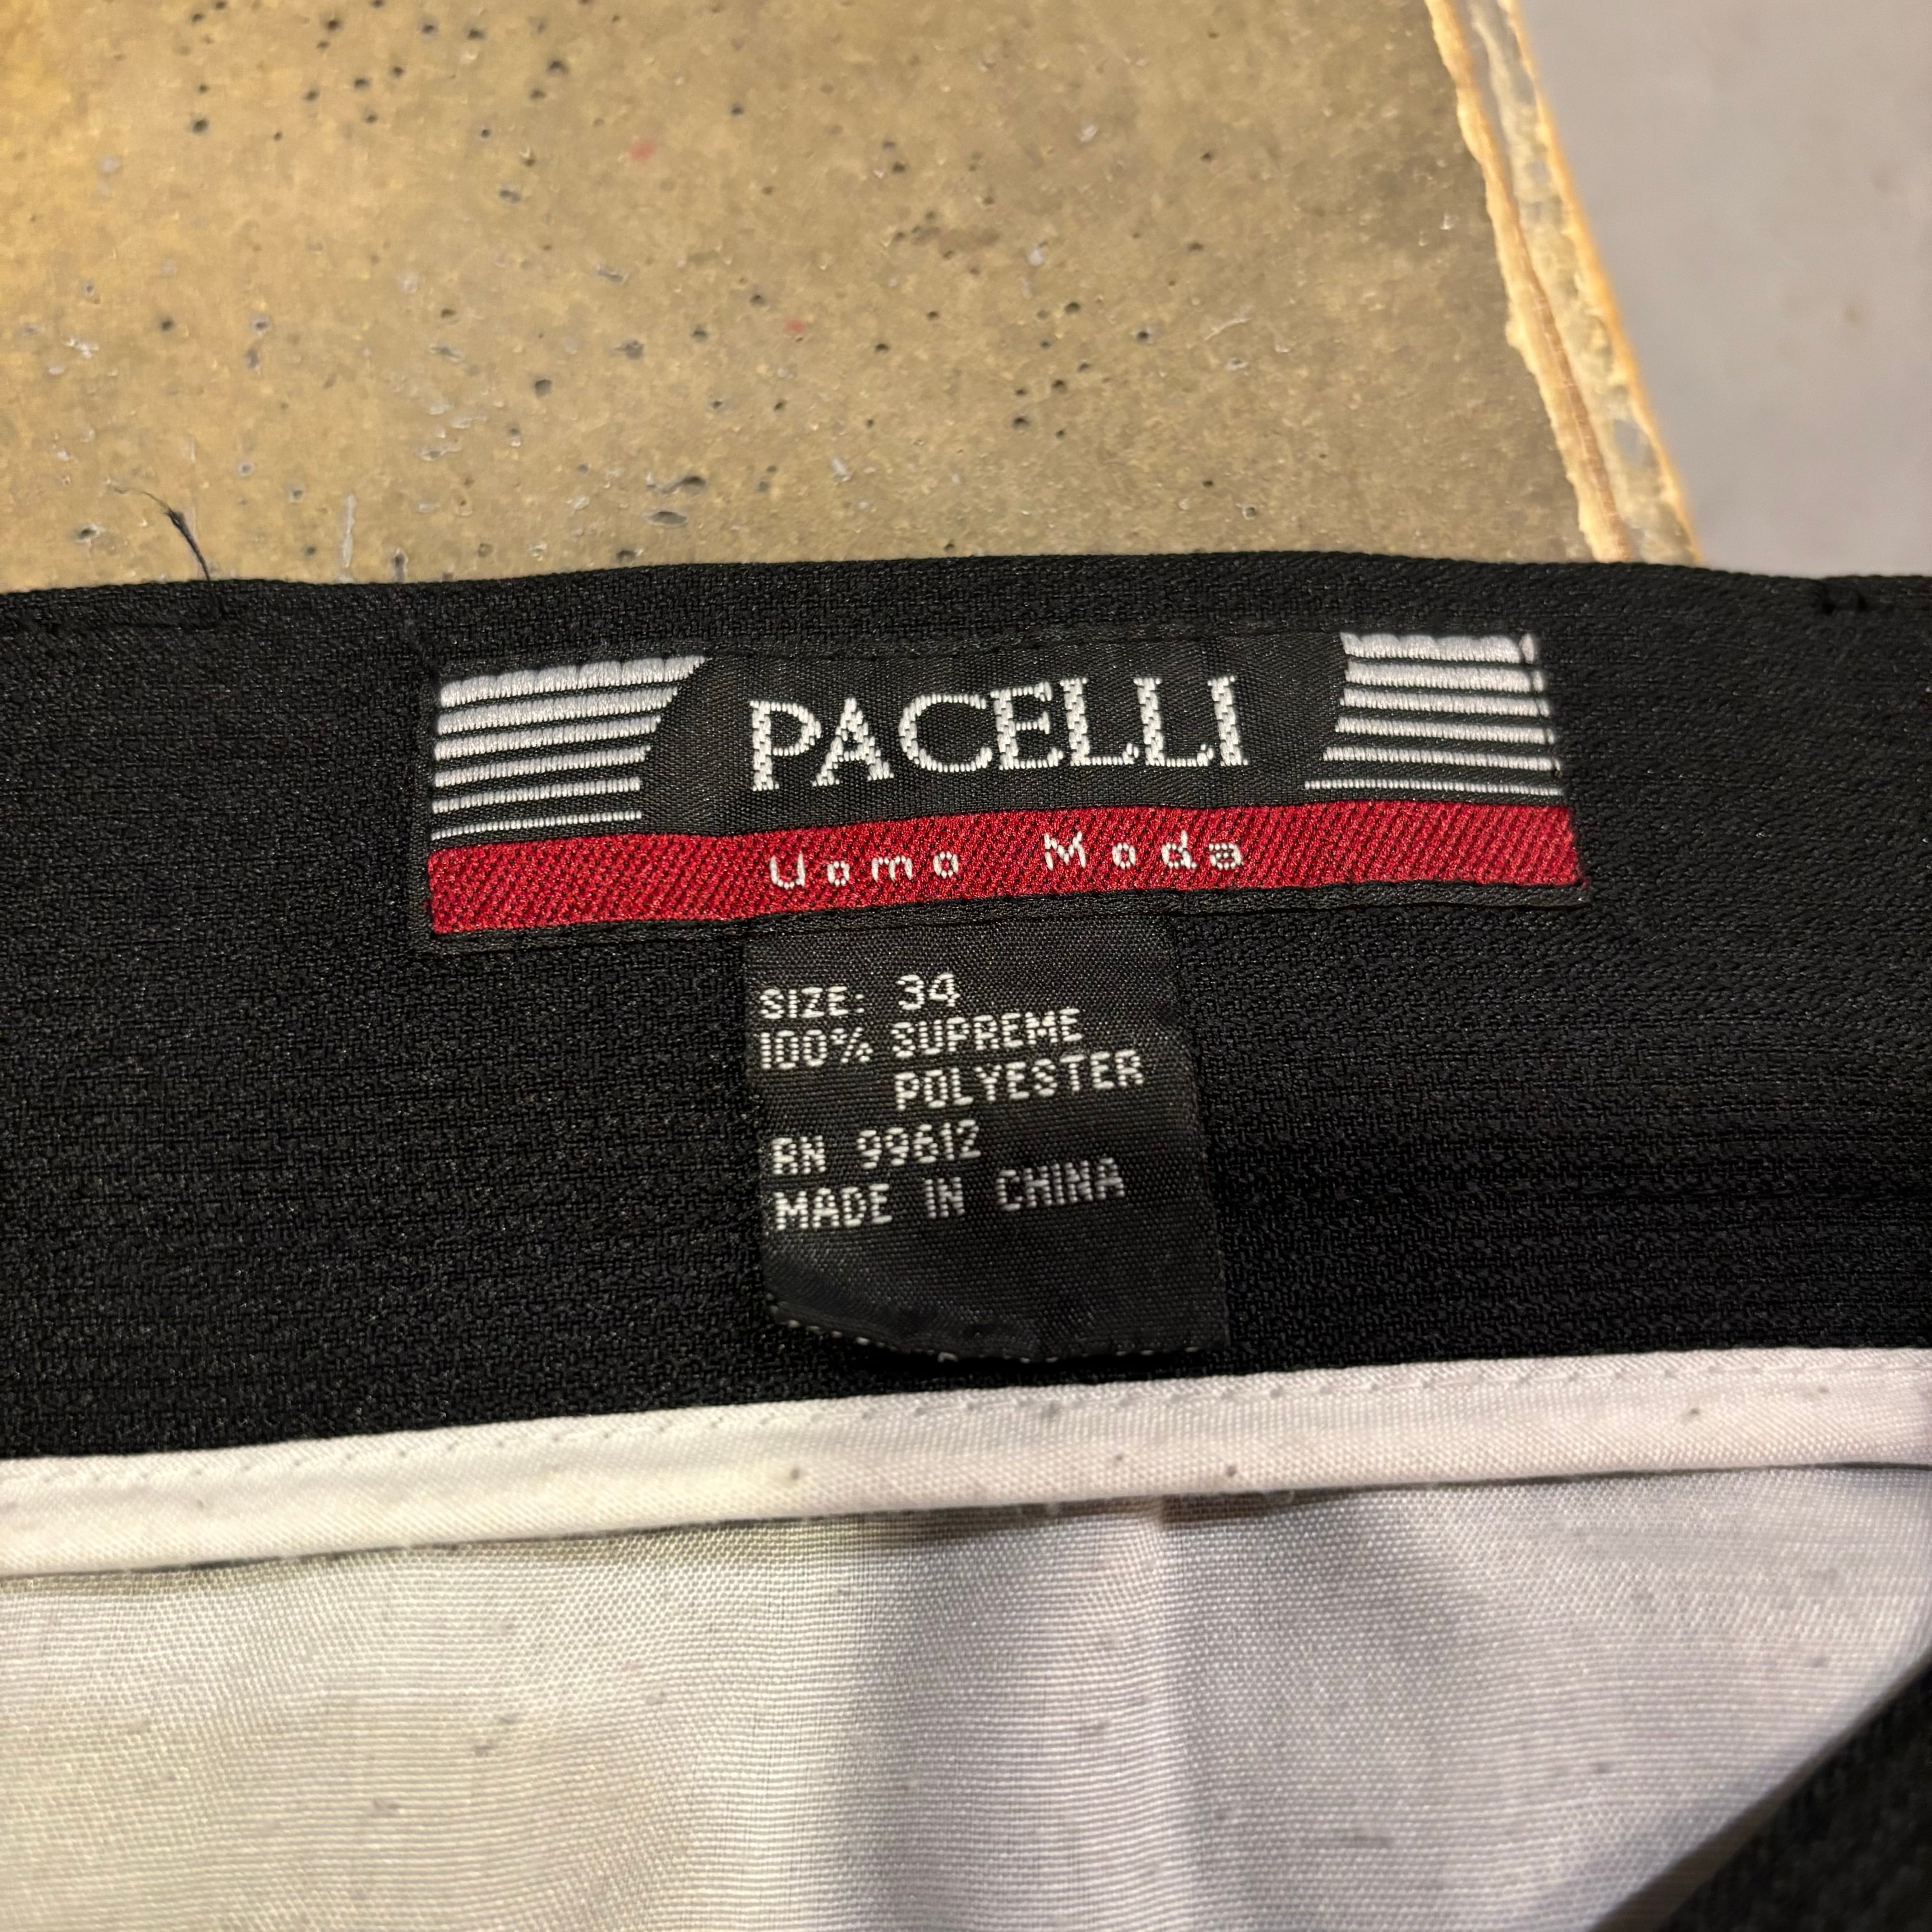 PACELLI
Uomo Moda
SIZE: 34
100% SUPREME
POLYESTER
RN 99612
MADE IN CHINA